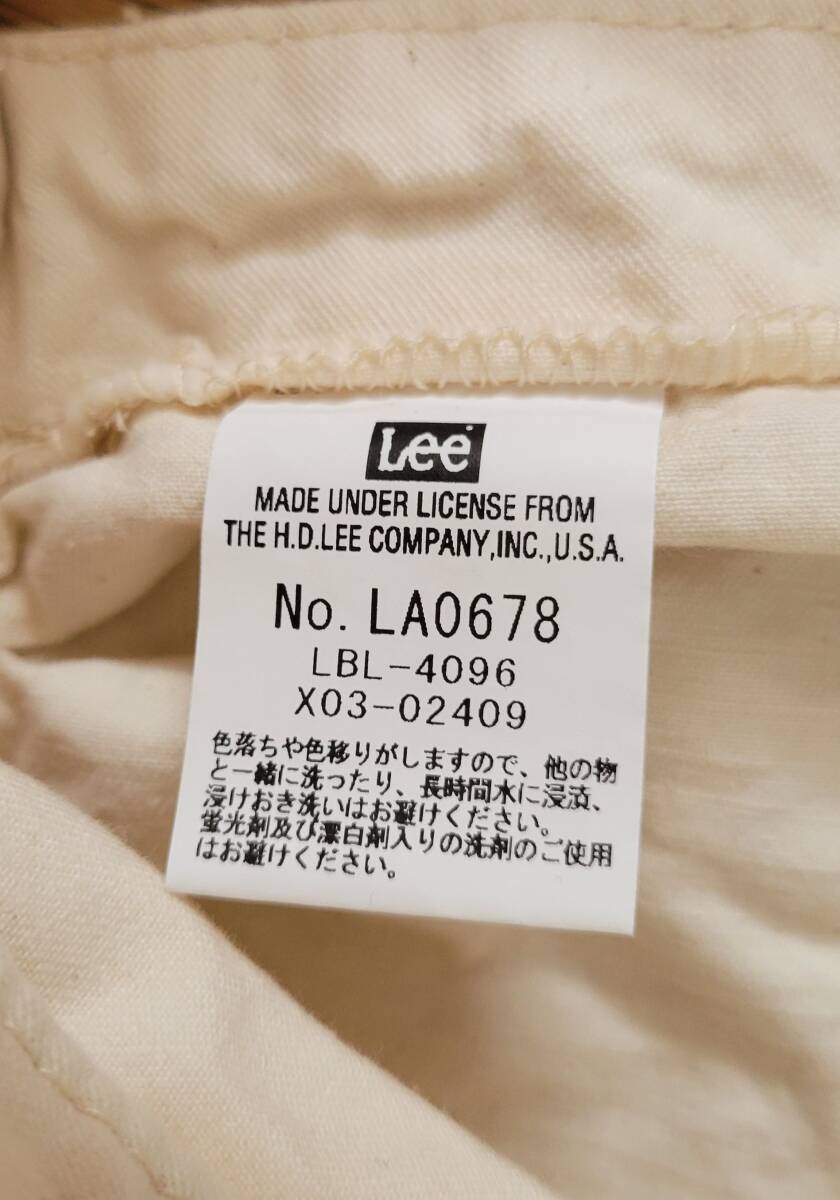 Lee
MADE UNDER LICENSE FROM
THE H.D.LEE COMPANY,INC.,U.S.A.
No. LA0678
LBL-4096
X03-02409
色落ちや色移りがしますので、他の物
と一緒に洗ったり、長時間水に浸漬、
浸けおき洗いはお避けください。
蛍光剤及び漂白剤入りの洗剤のご使用
はお避けください。